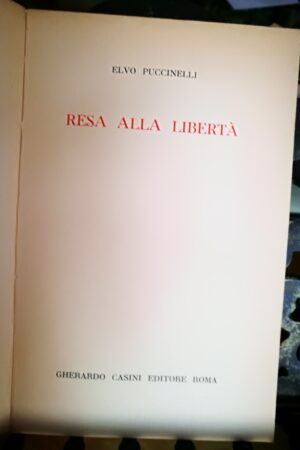 ELVO PUCCINELLI
RESA ALLA LIBERTÀ
GHERARDO CASINI EDITORE ROMA